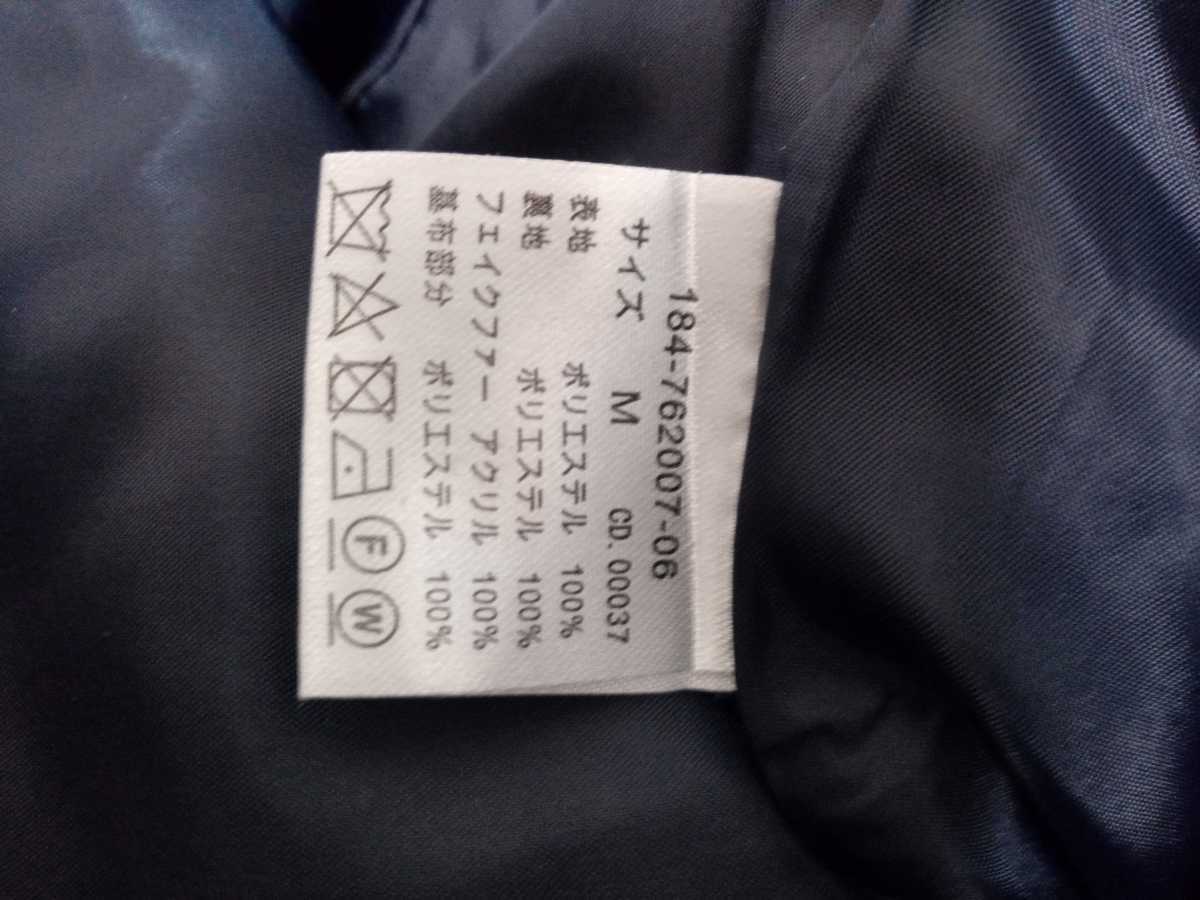 184-762007-06
サイズ M CD.00037
表地 ポリエステル 100%
裏地 ポリエステル 100%
フェイクファー アクリル 100%
基布部分 ポリエステル 100%
F W